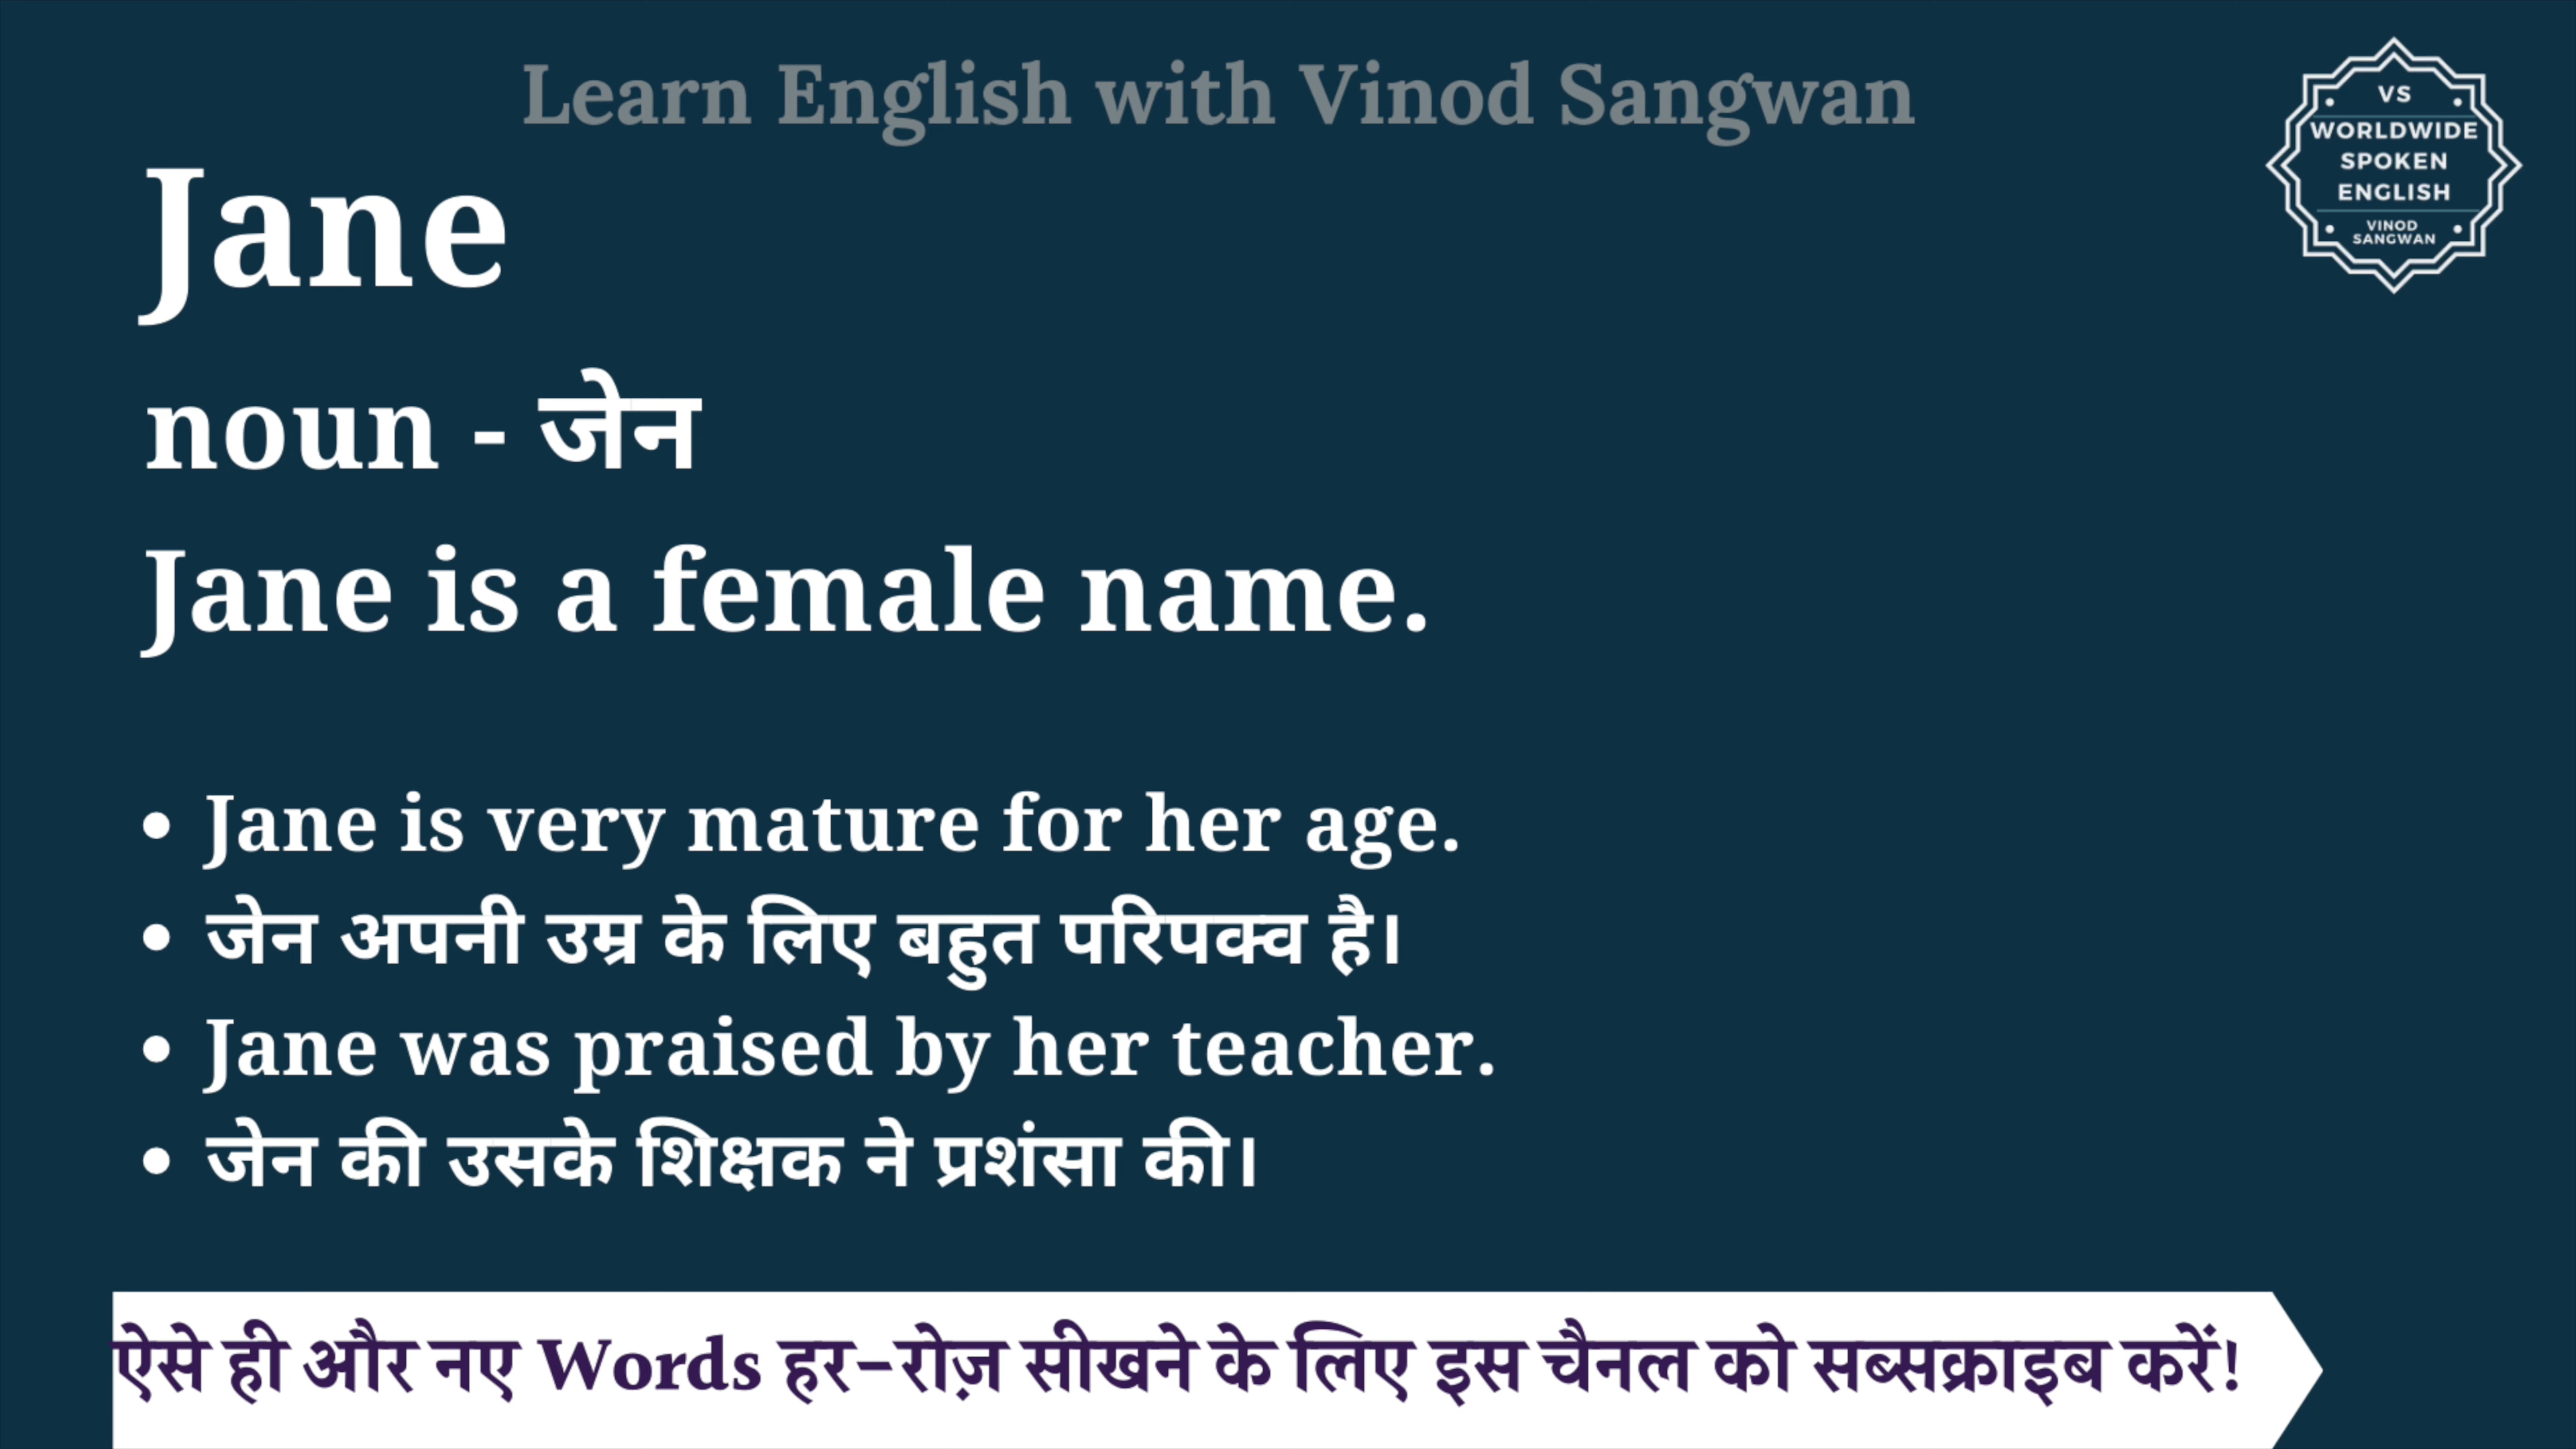 Learn English with Vinod Sangwan
VS
WORLDWIDE
SPOKEN
ENGLISH
VINOD
SANGWAN
Jane
noun - जेन
Jane is a female name.
• Jane is very mature for her age.
• जेन अपनी उम्र के लिए बहुत परिपक्व है।
• Jane was praised by her teacher.
• जेन की उसके शिक्षक ने प्रशंसा की।
ऐसे ही और नए Words हर-रोज़ सीखने के लिए इस चैनल को सब्सक्राइब करें!